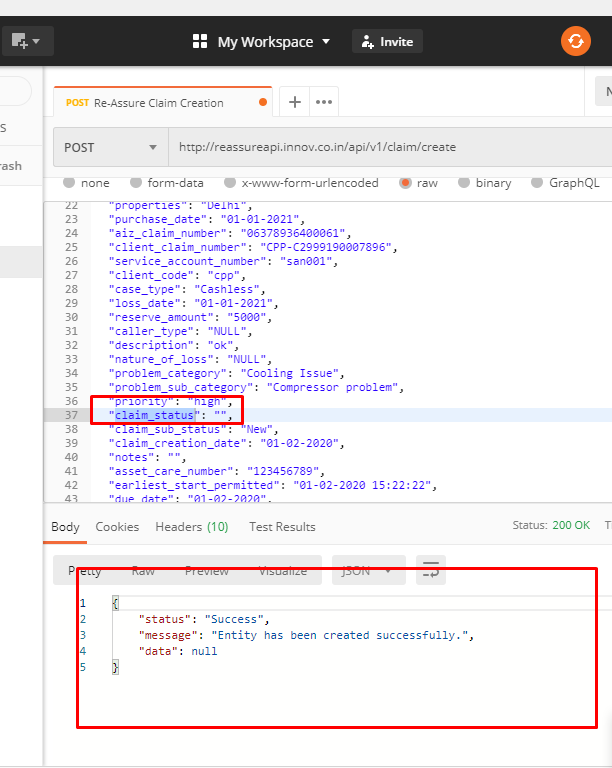 My Workspace
Invite
S
rash
POST Re-Assure Claim Creation
N
POST http://reassureapi.innov.co.in/api/v1/claim/create
none form-data x-www-form-urlencoded raw binary GraphQL
22 "properties": "Delhi",
23 "purchase_date": "01-01-2021",
24 "aiz_claim_number": "06378936400061",
25 "client_claim_number": "CPP-C2999190007896",
26 "service_account_number": "san001",
27 "client_code": "cpp",
28 "case_type": "Cashless",
29 "loss_date": "01-01-2021",
30 "reserve_amount": "5000",
31 "caller_type": "NULL",
32 "description": "ok",
33 "nature_of_loss": "NULL",
34 "problem_category": "Cooling Issue",
35 "problem_sub_category": "Compressor problem",
36 "priority": "high",
37 "claim_status": "",
38 "claim_sub_status": "New",
39 "claim_creation_date": "01-02-2020",
40 "notes": "",
41 "asset_care_number": "123456789",
42 "earliest_start_permitted": "01-02-2020 15:22:22",
43 "due_date": "01-02-2020",
Body Cookies Headers (10) Test Results Status: 200 OK T
Pretty Raw Preview Visualize JSON
1 {
2 "status": "Success",
3 "message": "Entity has been created successfully.",
4 "data": null
5 }